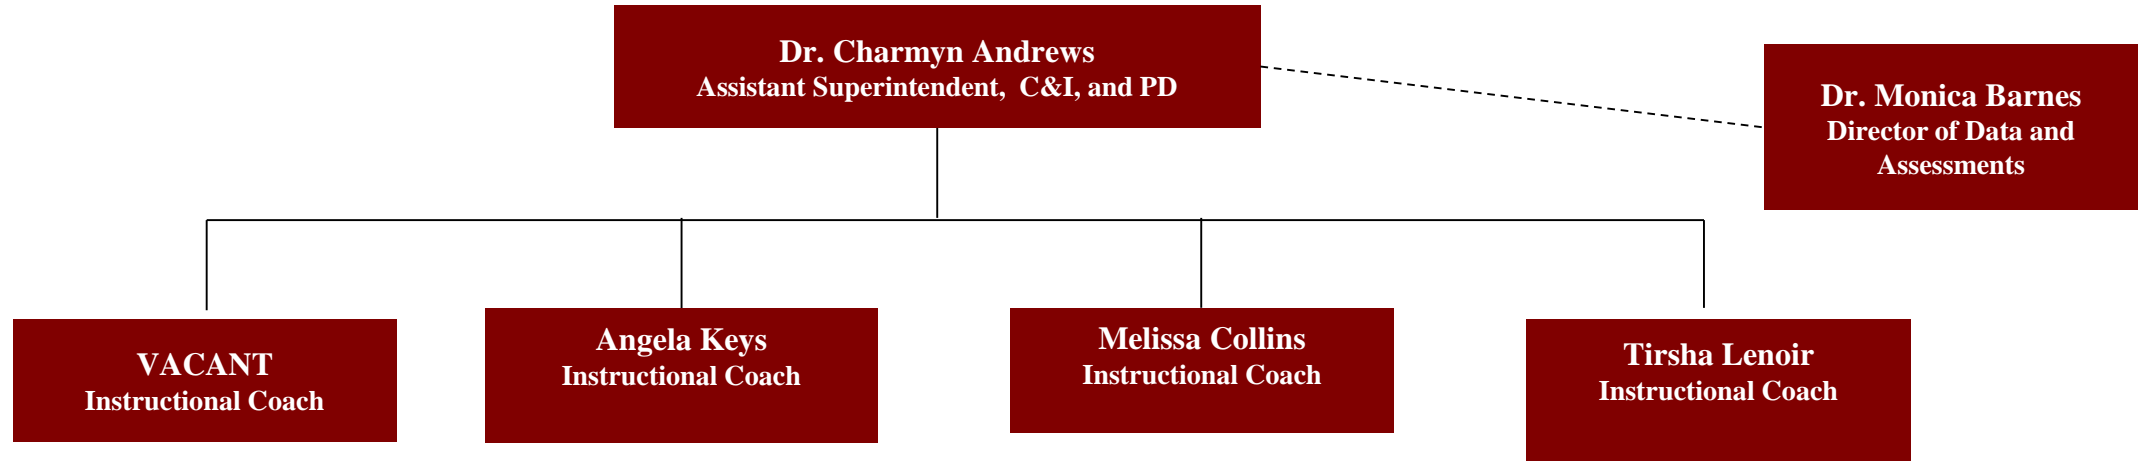 Dr. Charmyn Andrews
Assistant Superintendent, C&I, and PD
Dr. Monica Barnes
Director of Data and
Assessments
VACANT
Instructional Coach
Angela Keys
Instructional Coach
Melissa Collins
Instructional Coach
Tirsha Lenoir
Instructional Coach